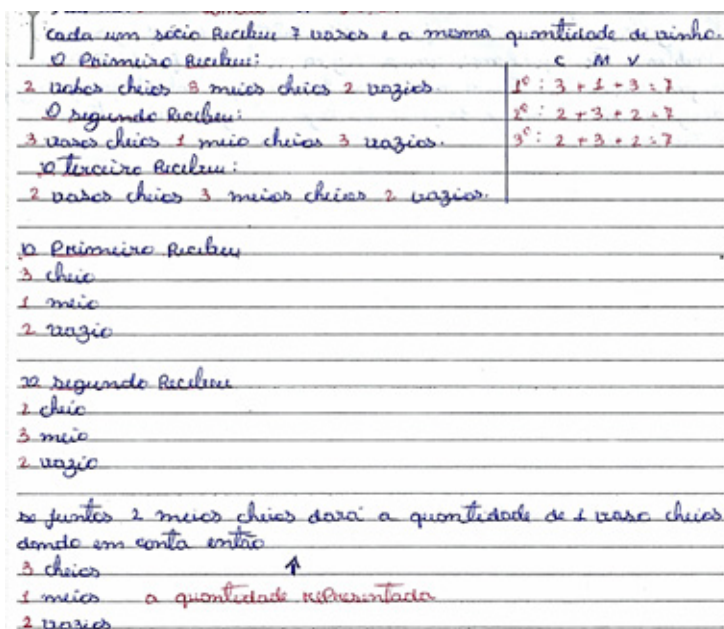 cada um sócio Recebeu 7 vasos e a mesma quantidade de vinho.
O Primeiro Recebeu:
2 vasos cheios 3 meios cheios 2 vazios
O segundo Recebeu:
3 vasos cheios 1 meio cheios 3 vazios.
O terceiro Recebeu:
2 vasos cheios 3 meios cheios 2 vazios.
C M V
1º: 3 + 1 + 3 = 7
2º: 2 + 3 + 2 = 7
3º: 2 + 3 + 2 = 7
O Primeiro Recebeu
3 cheio
1 meio
2 vazio
O segundo Recebeu
2 cheio
3 meio
2 vazio
se juntos 2 meios cheios dará a quantidade de 1 vaso cheios
dando em conta então
3 cheios
1 meios a quantidade representada
2 vazios